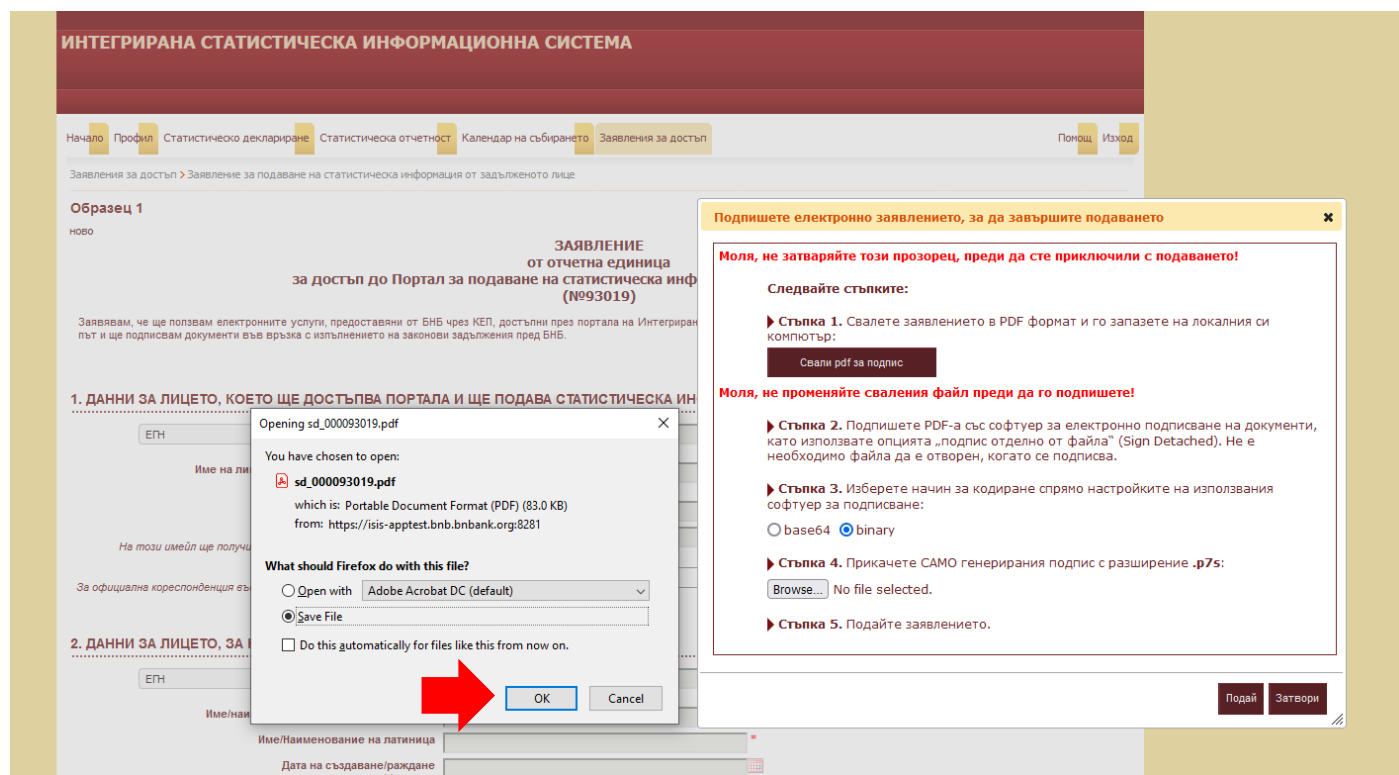 ИНТЕГРИРАНА СТАТИСТИЧЕСКА ИНФОРМАЦИОННА СИСТЕМА
Начало Профил Статистическо деклариране Статистическа отчетност Календар на събирането Заявления за достъп Помощ Изход
Заявления за достъп > Заявление за подаване на статистическа информация от задълженото лице
Образец 1
ново
ЗАЯВЛЕНИЕ
от отчетна единица
за достъп до Портал за подаване на статистическа инф
(№93019)
Заявявам, че ще ползвам електронните услуги, предоставяни от БНБ чрез КЕП, достъпни през портала на Интегриран
път и ще подписвам документи във връзка с изпълнението на законови задължения пред БНБ.
1. ДАННИ ЗА ЛИЦЕТО, КОЕТО ЩЕ ДОСТЪПВА ПОРТАЛА И ЩЕ ПОДАВА СТАТИСТИЧЕСКА ИН
ЕГН
Име на ли
На този имейл ще получ
За официална кореспонденция въ
2. ДАННИ ЗА ЛИЦЕТО, ЗА
ЕГН
Име/наи
Име/Наименование на латиница *
Дата на създаване/раждане
Opening sd_000093019.pdf
You have chosen to open:
sd_000093019.pdf
which is: Portable Document Format (PDF) (83.0 KB)
from: https://isis-apptest.bnb.bnbank.org:8281
What should Firefox do with this file?
Open with Adobe Acrobat DC (default)
Save File
Do this automatically for files like this from now on.
OK Cancel
Подпишете електронно заявлението, за да завършите подаването
Моля, не затваряйте този прозорец, преди да сте приключили с подаването!
Следвайте стъпките:
Стъпка 1. Свалете заявлението в PDF формат и го запазете на локалния си
компютър:
Свали pdf за подпис
Моля, не променяйте сваления файл преди да го подпишете!
Стъпка 2. Подпишете PDF-а със софтуер за електронно подписване на документи,
като използвате опцията „подпис отделно от файла“ (Sign Detached). Не е
необходимо файла да е отворен, когато се подписва.
Стъпка 3. Изберете начин за кодиране спрямо настройките на използвания
софтуер за подписване:
base64 binary
Стъпка 4. Прикачете САМО генерирания подпис с разширение .p7s:
Browse... No file selected.
Стъпка 5. Подайте заявлението.
Подай Затвори